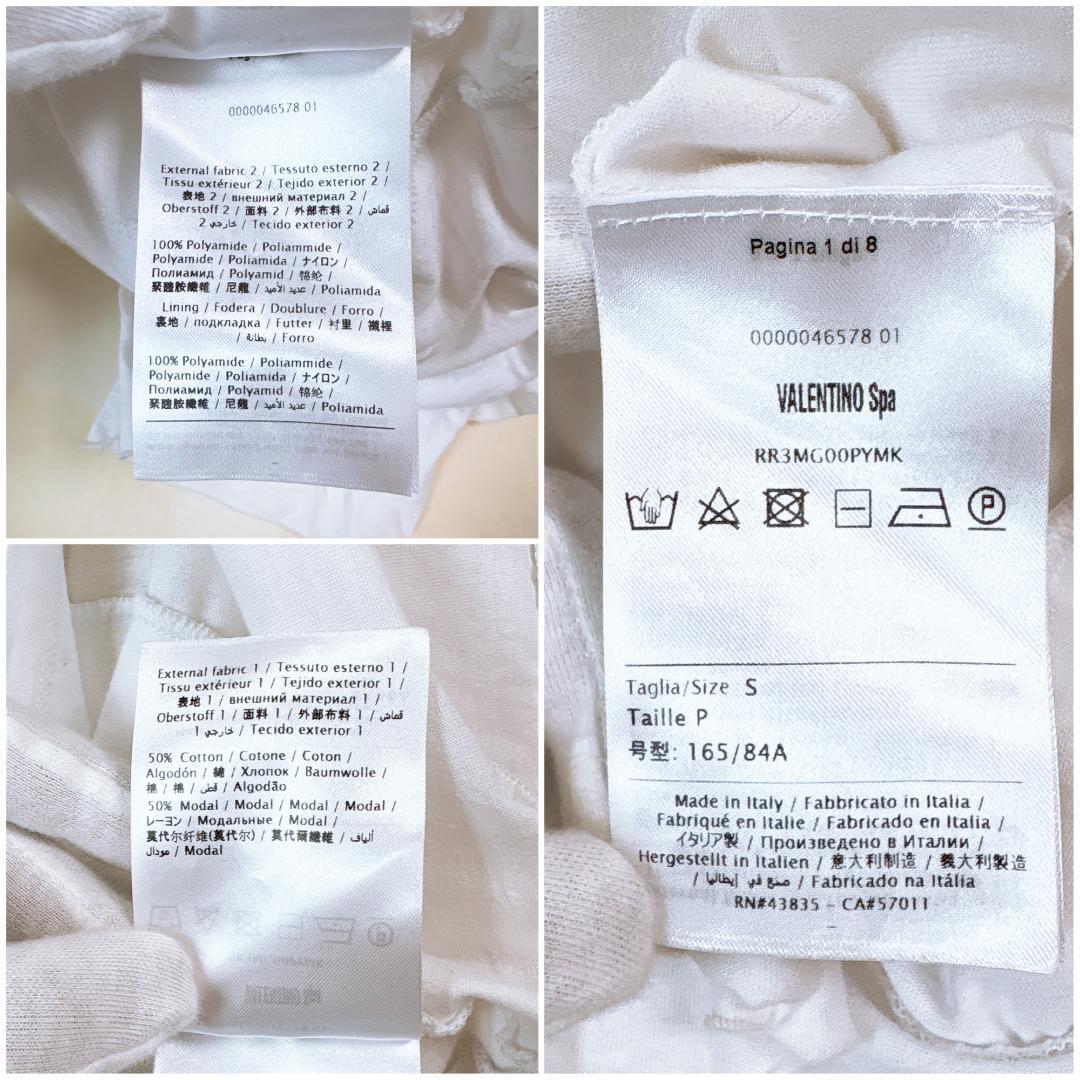 0000046578 01
External fabric 2 / Tessuto esterno 2 /
Tissu extérieur 2 / Tejido exterior 2 /
表地 2 / внешний материал 2 /
Oberstoff 2 / 面料 2 / 外部布料 2 / قماش
خارجي 2 / Tecido exterior 2
100% Polyamide / Poliammide /
Polyamide / Poliamida / ナイロン /
Полиамид / Polyamid / 锦纶 /
聚醯胺纖維 / 尼龍 / عديد الأميد / Poliamida
Lining / Fodera / Doublure / Forro /
裏地 / подкладка / Futter / 衬里 / 襯裡
/ بطانة / Forro
100% Polyamide / Poliammide /
Polyamide / Poliamida / ナイロン /
Полиамид / Polyamid / 锦纶 /
聚醯胺纖維 / 尼龍 / عديد الأميد / Poliamida
External fabric 1 / Tessuto esterno 1 /
Tissu extérieur 1 / Tejido exterior 1 /
表地 1 / внешний материал 1 /
Oberstoff 1 / 面料 1 / 外部布料 1 / قماش
خارجي 1 / Tecido exterior 1
50% Cotton / Cotone / Coton /
Algodón / 綿 / Хлопок / Baumwolle /
棉 / 棉 / قطن / Algodão
50% Modal / Modal / Modal / Modal /
レーヨン / Модальные / Modal /
莫代尔纤维(莫代尔) / 莫代爾纖維 / ألياف
مودال / Modal
Pagina 1 di 8
0000046578 01
VALENTINO Spa
RR3MG00PYMK
P
Taglia/Size S
Taille P
号型: 165/84A
Made in Italy / Fabbricato in Italia /
Fabriqué en Italie / Fabricado en Italia /
イタリア製 / Произведено в Италии /
Hergestellt in Italien / 意大利制造 / 義大利製造
/ صنع في إيطاليا / Fabricado na Itália
RN#43835 - CA#57011